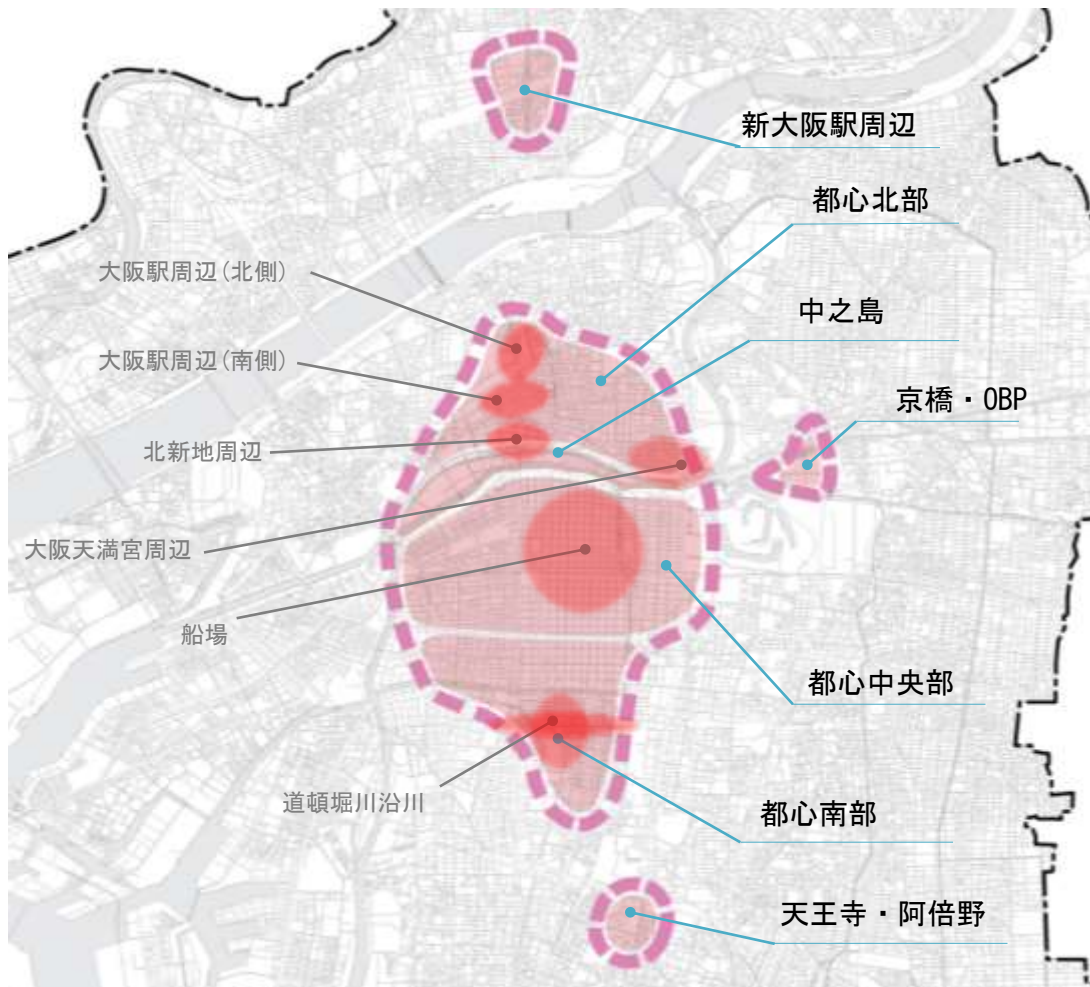 新大阪駅周辺
都心北部
大阪駅周辺(北側)
中之島
大阪駅周辺(南側)
京橋・OBP
北新地周辺
大阪天満宮周辺
船場
都心中央部
道頓堀川沿川
都心南部
天王寺・阿倍野